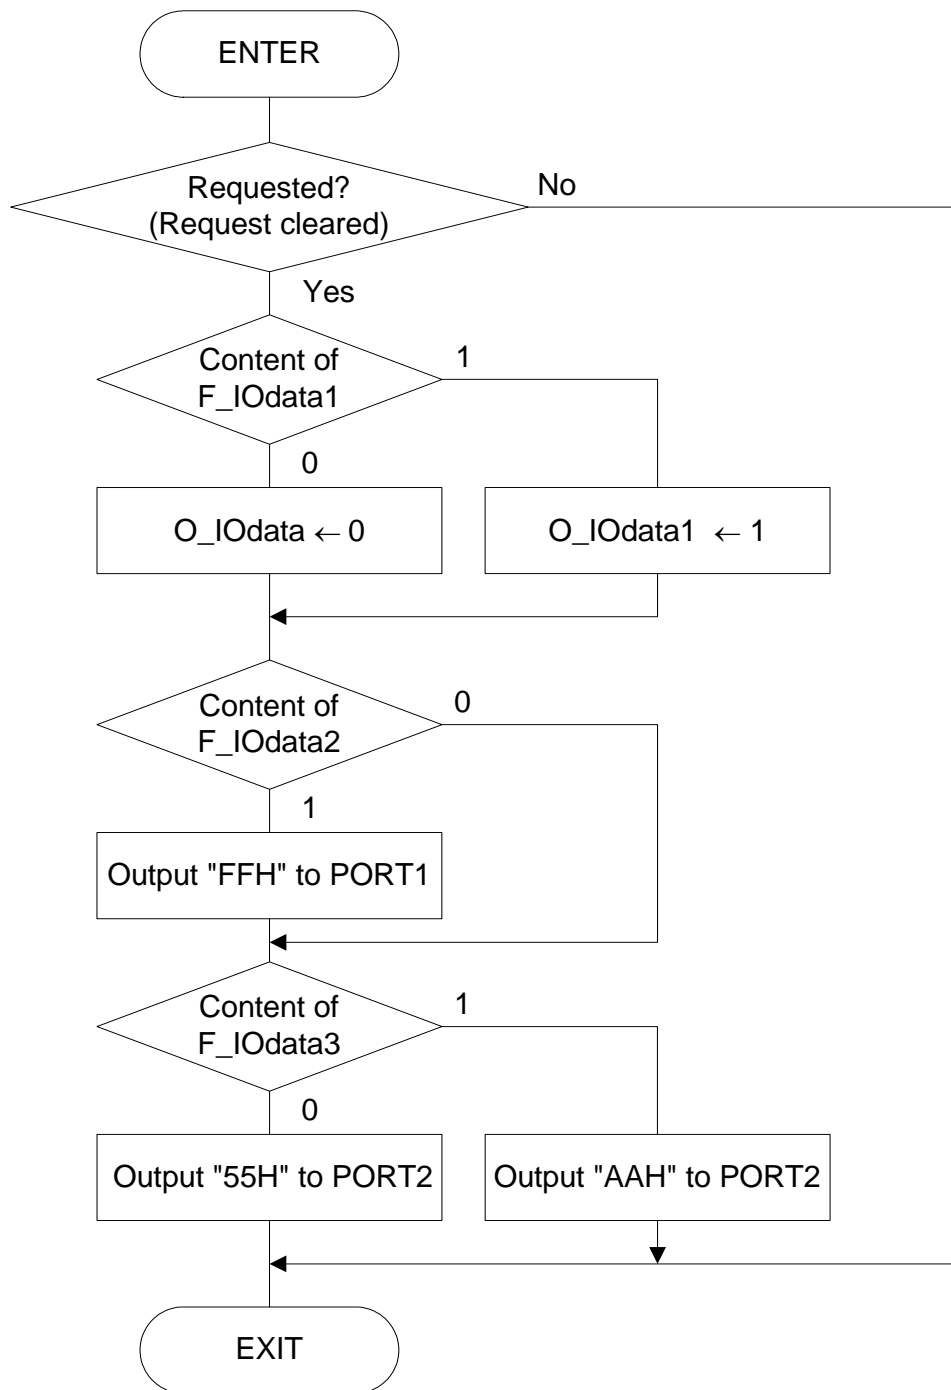 ENTER
Requested?
(Request cleared)
No
Yes
Content of
F_IOdata1
1
0
O_IOdata ← 0
O_IOdata1 ← 1
Content of
F_IOdata2
0
1
Output "FFH" to PORT1
Content of
F_IOdata3
1
0
Output "55H" to PORT2
Output "AAH" to PORT2
EXIT